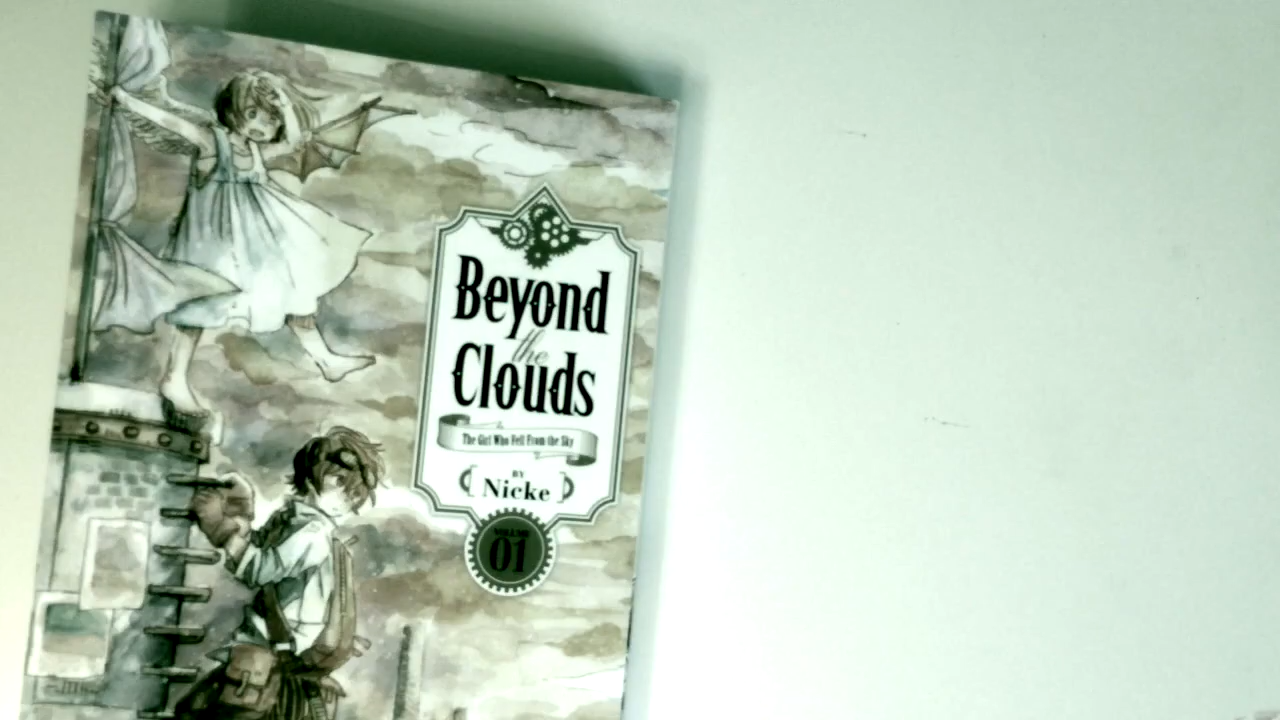 Beyond
the
Clouds
The Girl Who Fell From the Sky
BY
Nicke
VOLUME
01